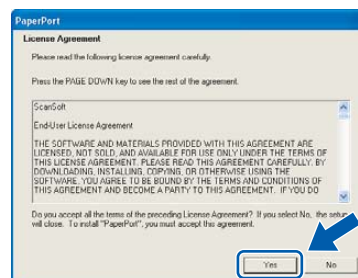 PaperPort
License Agreement
Please read the following license agreement carefully.
Press the PAGE DOWN key to see the rest of the agreement.
ScanSoft
End-User License Agreement
THE SOFTWARE AND MATERIALS PROVIDED WITH THIS AGREEMENT ARE
LICENSED, NOT SOLD, AND AVAILABLE FOR USE ONLY UNDER THE TERMS OF
THIS LICENSE AGREEMENT. PLEASE READ THIS AGREEMENT CAREFULLY. BY
DOWNLOADING, INSTALLING, COPYING, OR OTHERWISE USING THE
SOFTWARE, YOU AGREE TO BE BOUND BY THE TERMS AND CONDITIONS OF
THIS AGREEMENT AND BECOME A PARTY TO THIS AGREEMENT. IF YOU DO
Do you accept all the terms of the preceding License Agreement? If you select No, the setup
will close. To install "PaperPort", you must accept this agreement.
Yes
No